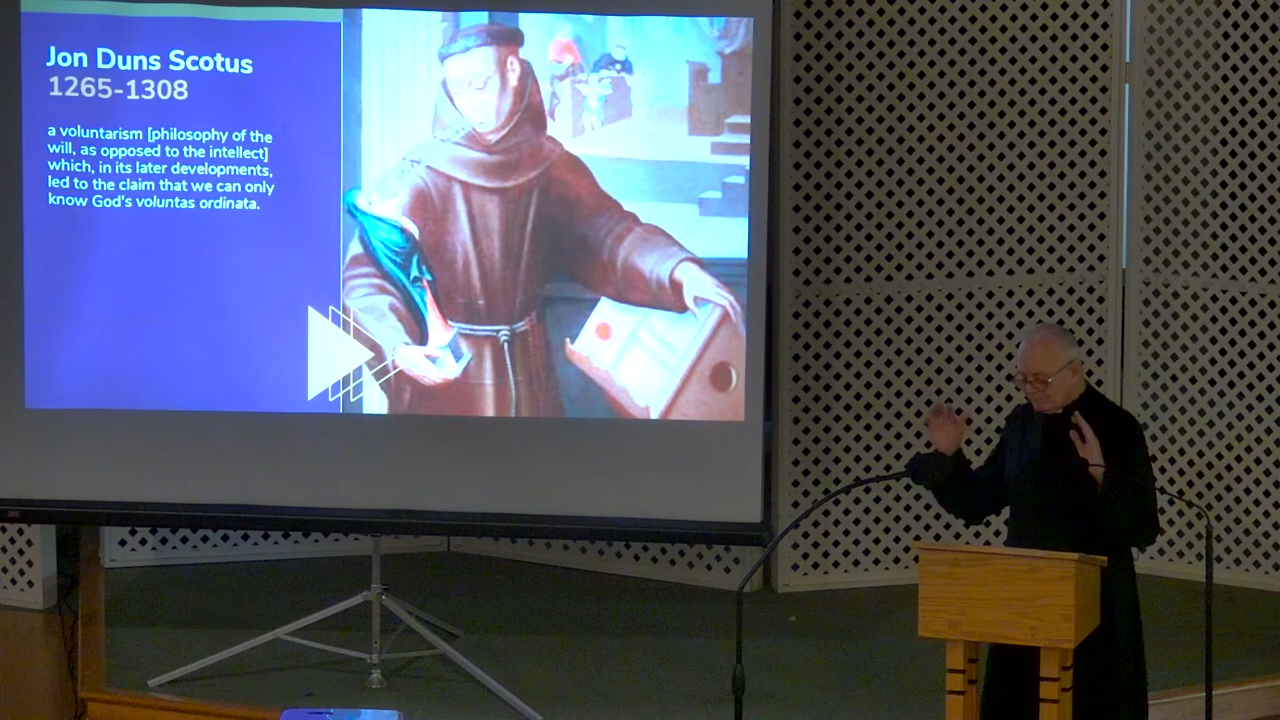 Jon Duns Scotus
1265-1308
a voluntarism [philosophy of the
will, as opposed to the intellect]
which, in its later developments,
led to the claim that we can only
know God's voluntas ordinata.